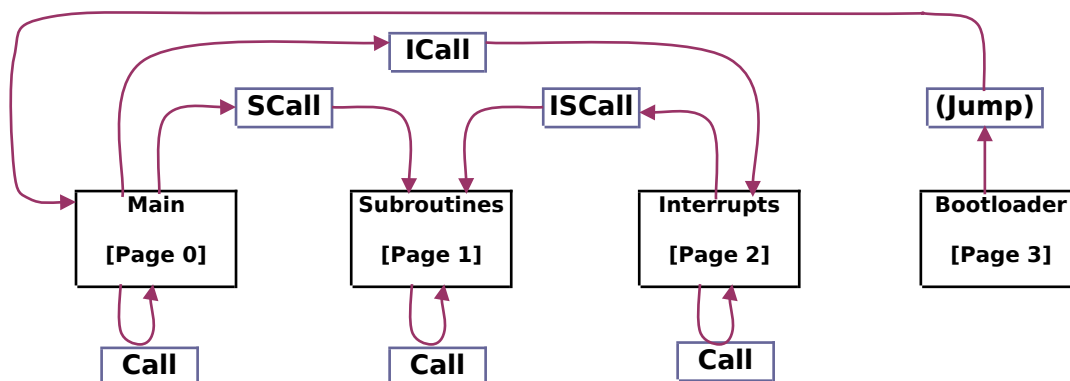 ICall
SCall
ISCall
(Jump)
Main
[Page 0]
Subroutines
[Page 1]
Interrupts
[Page 2]
Bootloader
[Page 3]
Call
Call
Call